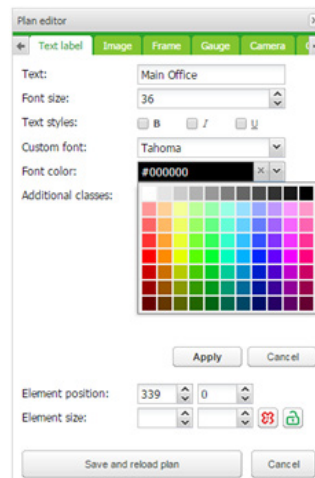 Plan editor
Text label Image Frame Gauge Camera
Text: Main Office
Font size: 36
Text styles: B I U
Custom font: Tahoma
Font color: #000000
Additional classes:
Apply Cancel
Element position: 339 0
Element size:
Save and reload plan Cancel